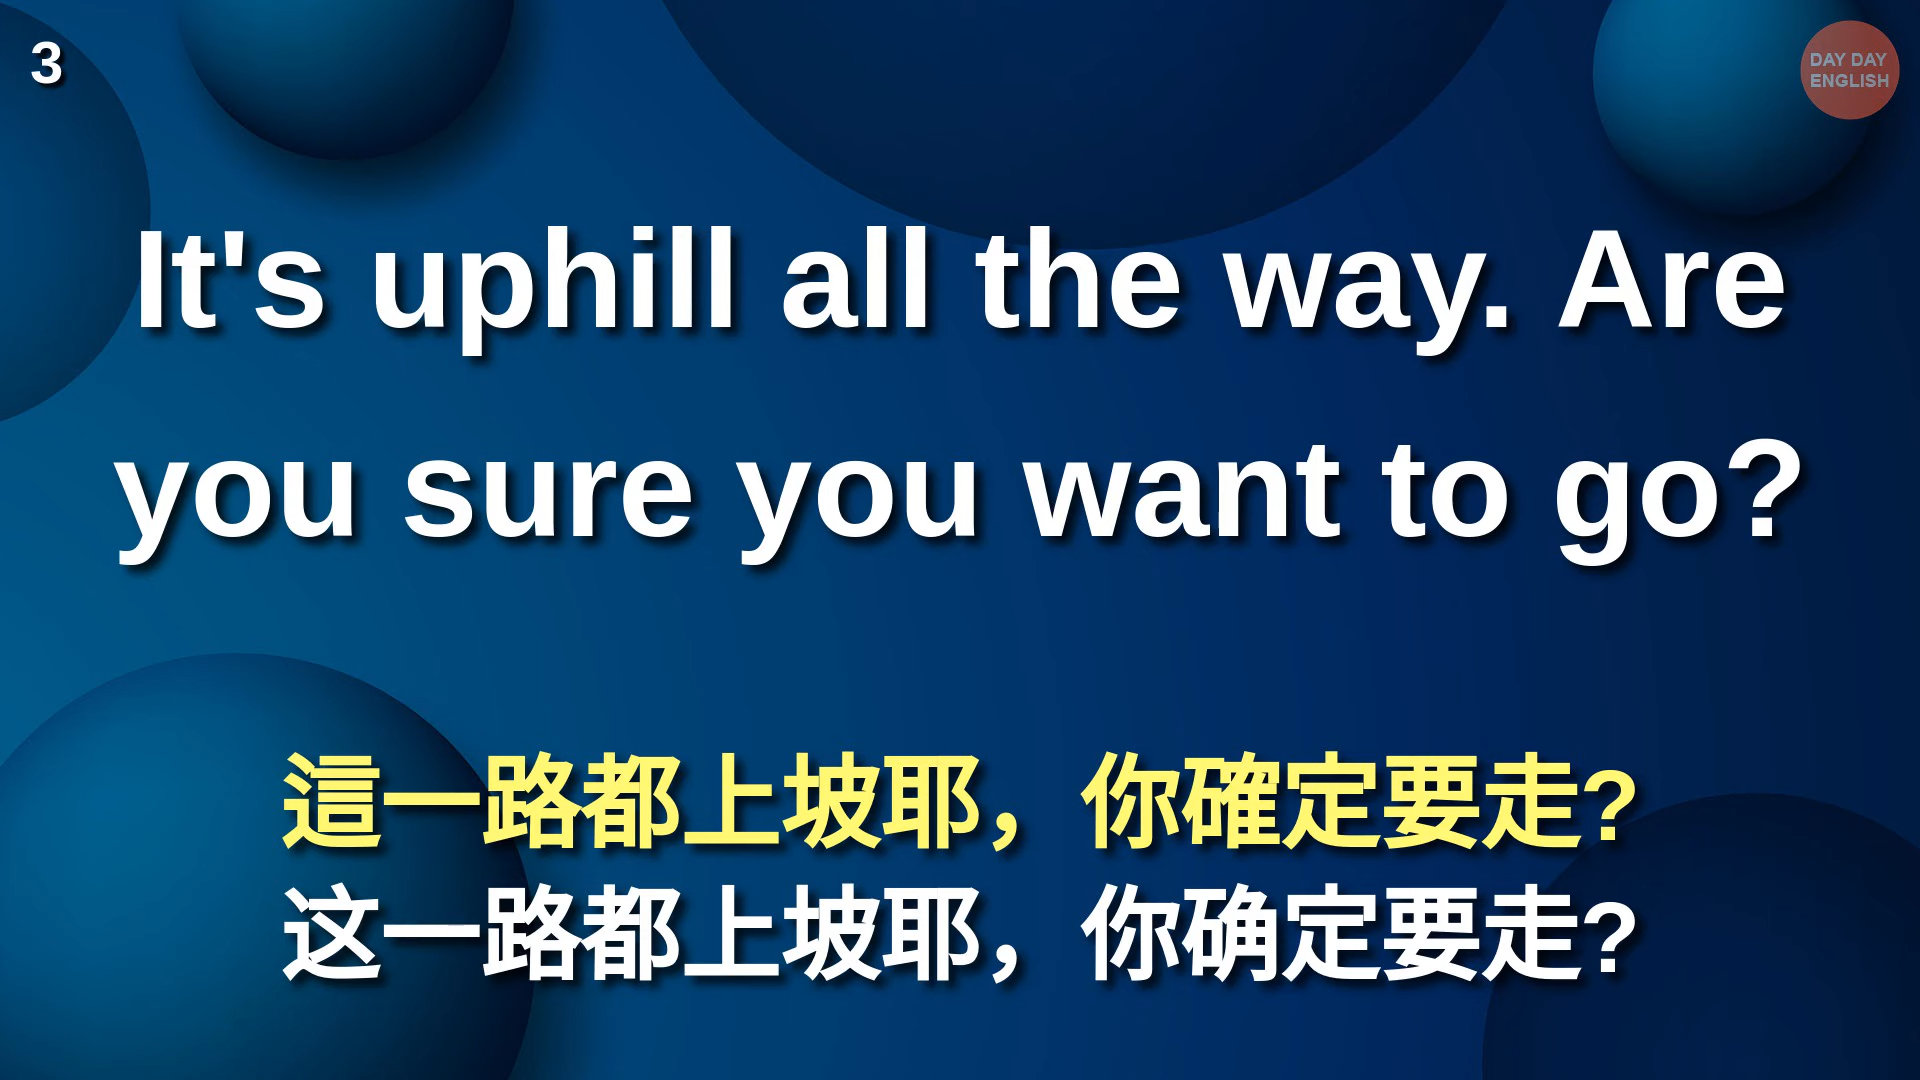 3
DAY DAY
ENGLISH
It's uphill all the way. Are
you sure you want to go?
這一路都上坡耶，你確定要走?
这一路都上坡耶，你确定要走?